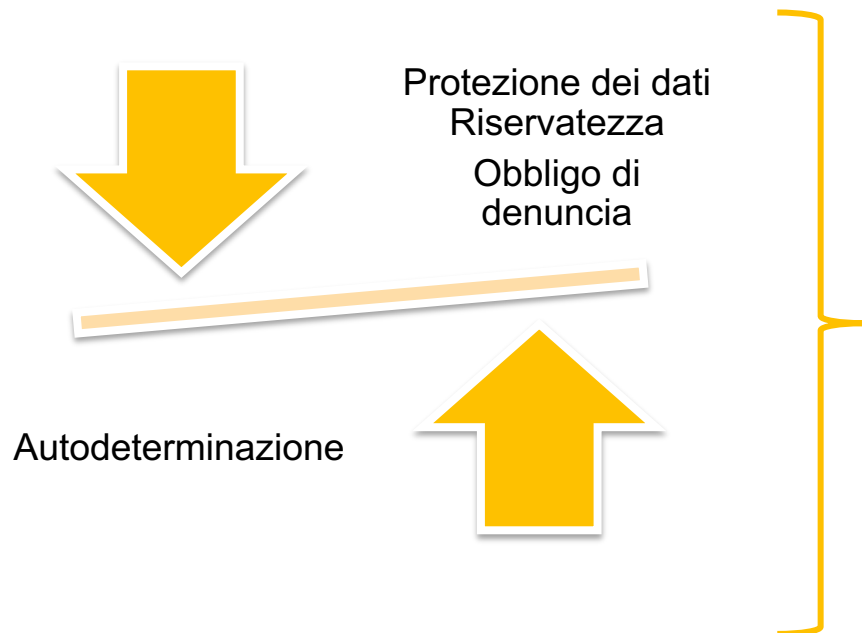 Protezione dei dati
Riservatezza
Obbligo di
denuncia
Autodeterminazione